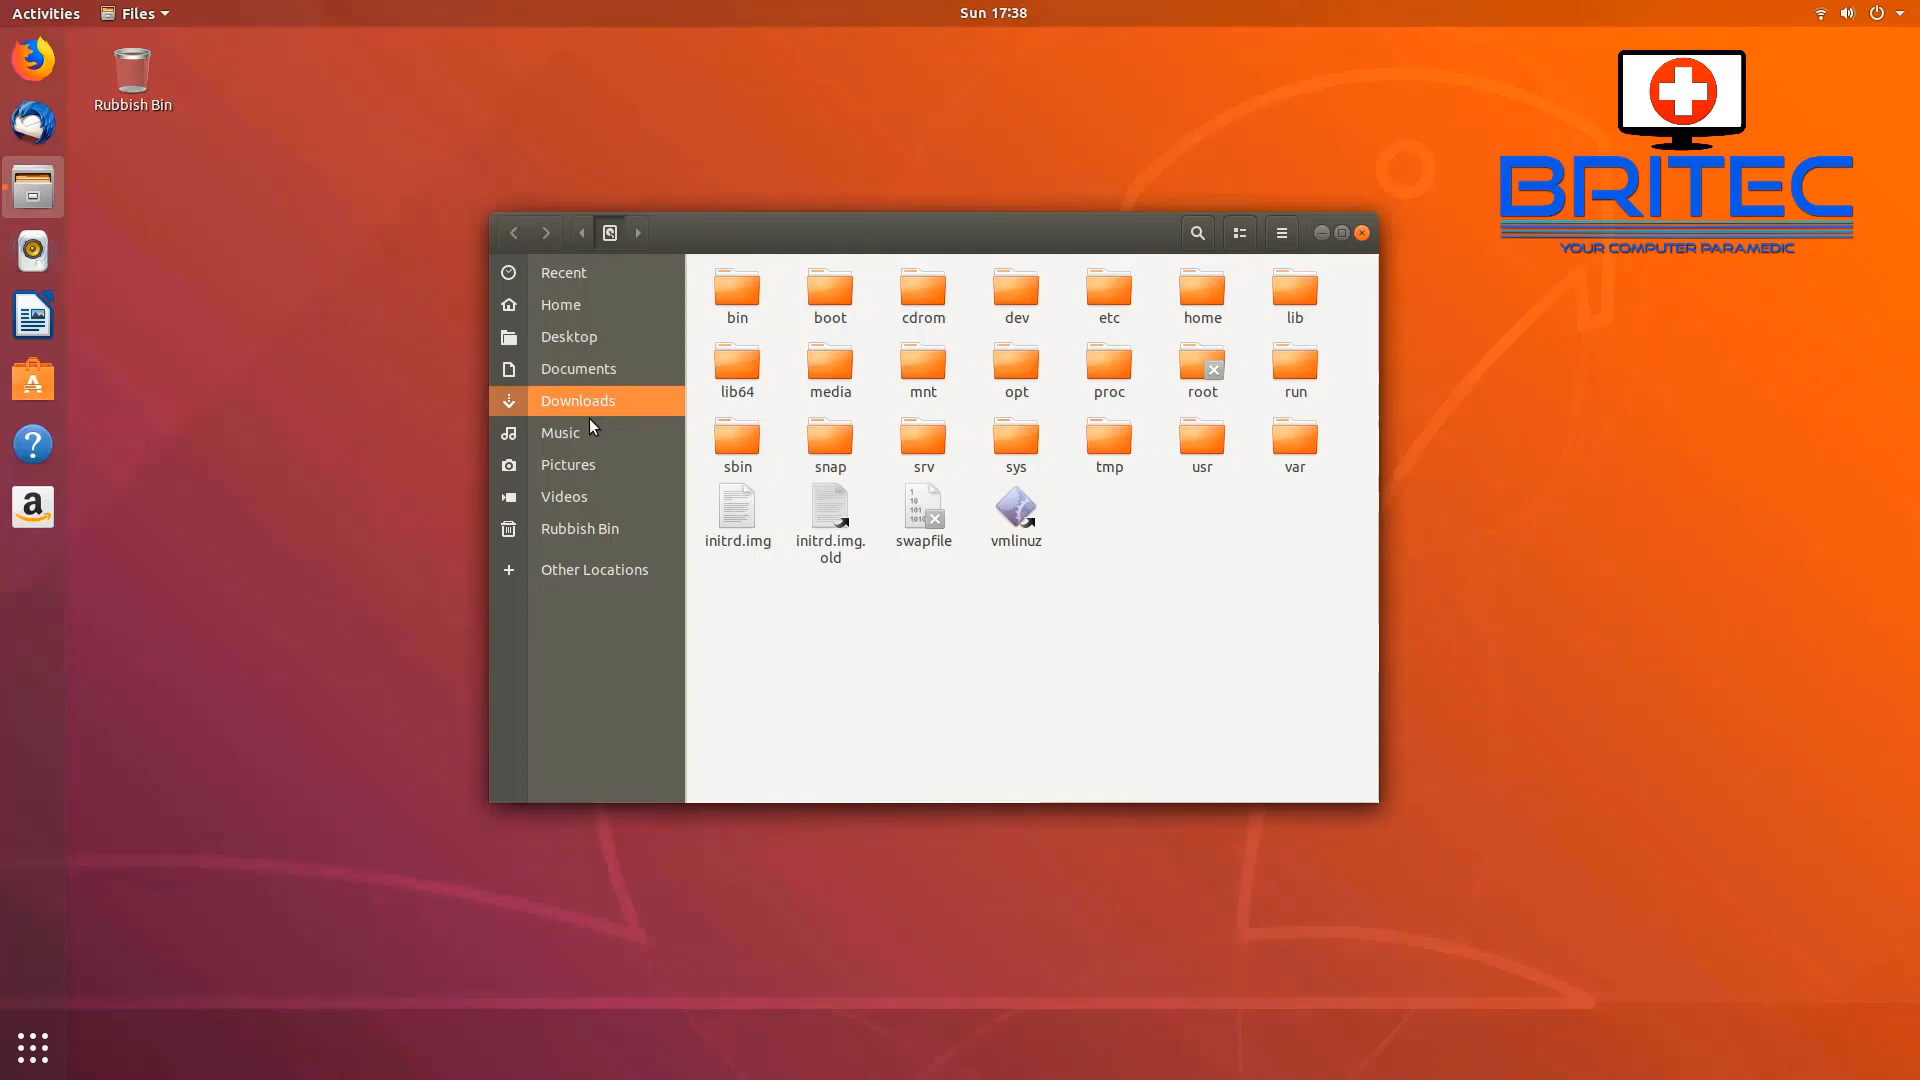 Activities
Files
Sun 17:38
Rubbish Bin
BRITEC
YOUR COMPUTER PARAMEDIC
Recent
Home
Desktop
Documents
Downloads
Music
Pictures
Videos
Rubbish Bin
Other Locations
bin boot cdrom dev etc home lib
lib64 media mnt opt proc root run
sbin snap srv sys tmp usr var
initrd.img initrd.img. swapfile vmlinuz
old